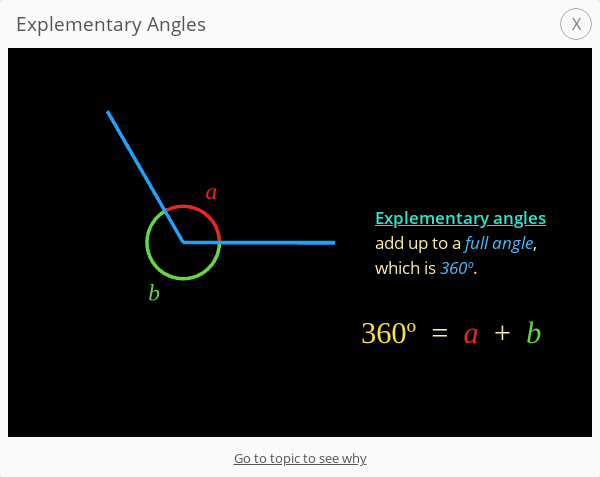 Explementary Angles
X
a
Explementary angles
add up to a full angle,
which is 360º.
b
360º = a + b
Go to topic to see why